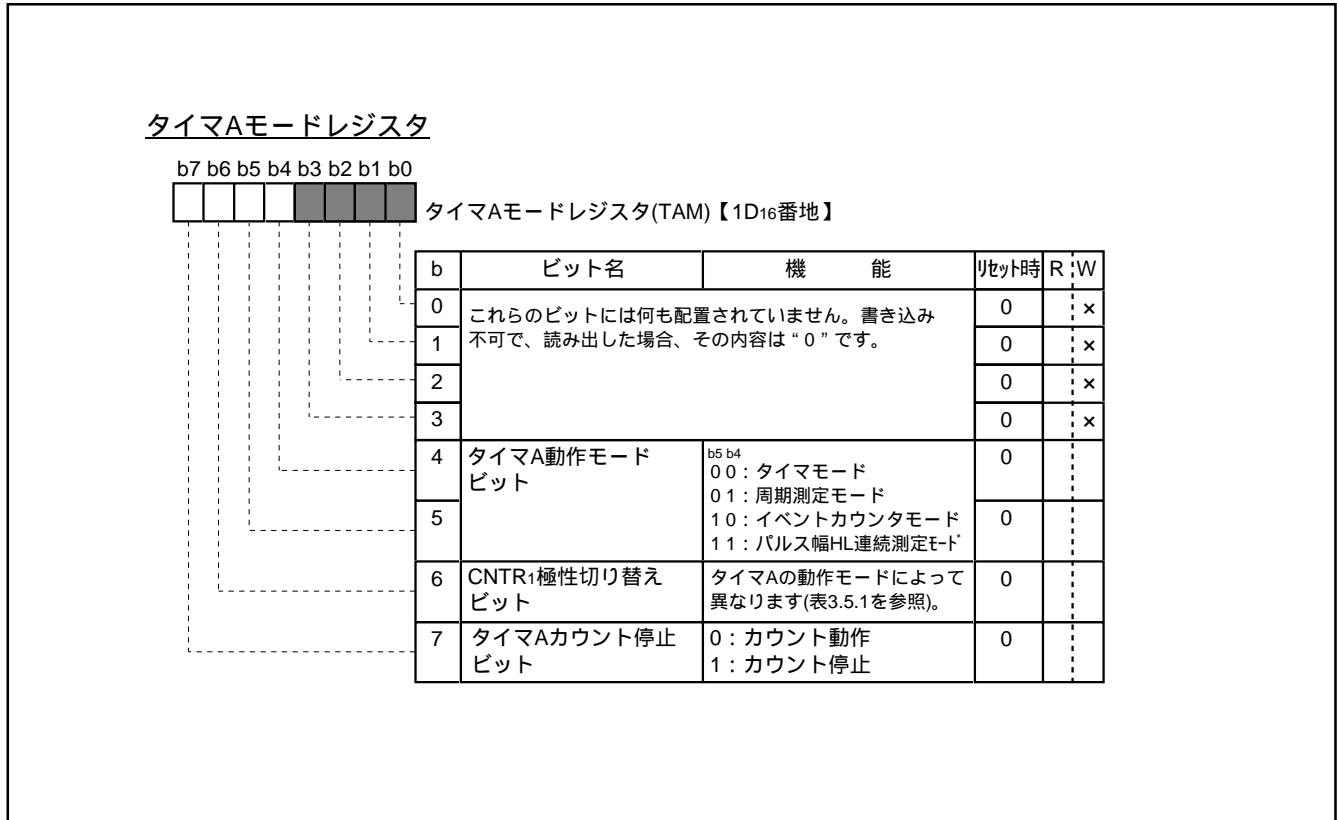 タイマAモードレジスタ
b7 b6 b5 b4 b3 b2 b1 b0
タイマAモードレジスタ(TAM)【1D16番地】
b ビット名 機 能 ﾘｾｯﾄ時 R W
0 これらのビットには何も配置されていません。書き込み 0 ×
1 不可で、読み出した場合、その内容は“0”です。 0 ×
2 0 ×
3 0 ×
4 タイマA動作モード b5 b4 0
ビット 00：タイマモード
01：周期測定モード
5 10：イベントカウンタモード 0
11：パルス幅HL連続測定ﾓｰﾄﾞ
6 CNTR1極性切り替え タイマAの動作モードによって 0
ビット 異なります(表3.5.1を参照)。
7 タイマAカウント停止 0：カウント動作 0
ビット 1：カウント停止